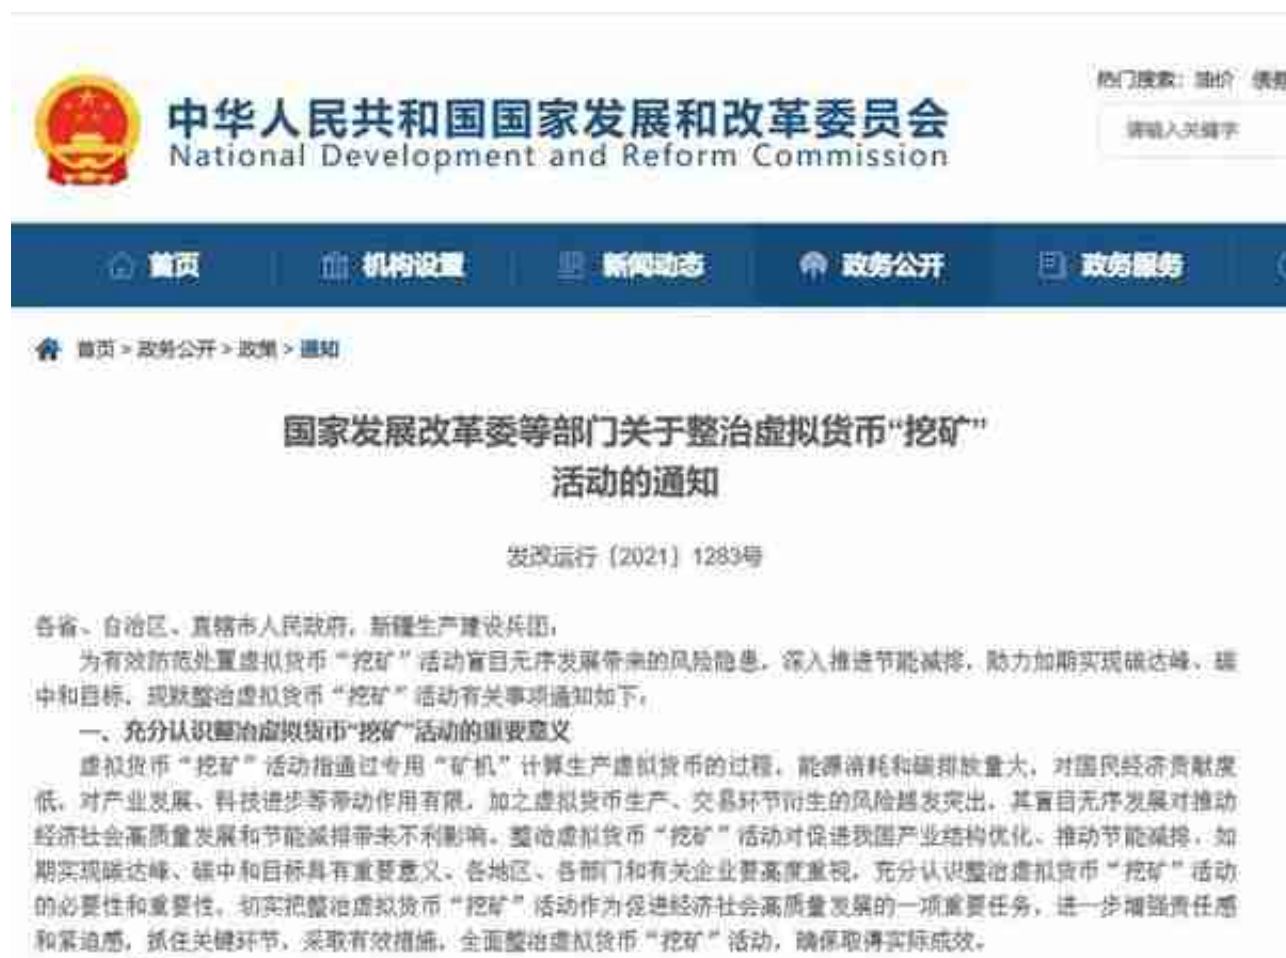 热门搜索：油价
中华人民共和国国家发展和改革委员会
National Development and Reform Commission
请输入关键字
首页 机构设置 新闻动态 政务公开 政务服务
首页 > 政务公开 > 政策 > 通知
国家发展改革委等部门关于整治虚拟货币“挖矿”
活动的通知
发改运行〔2021〕1283号
各省、自治区、直辖市人民政府，新疆生产建设兵团：
为有效防范处置虚拟货币“挖矿”活动盲目无序发展带来的风险隐患，深入推进节能减排，助力如期实现碳达峰、碳
中和目标，现就整治虚拟货币“挖矿”活动有关事项通知如下：
一、充分认识整治虚拟货币“挖矿”活动的重要意义
虚拟货币“挖矿”活动指通过专用“矿机”计算生产虚拟货币的过程，能源消耗和碳排放量大，对国民经济贡献度
低，对产业发展、科技进步等带动作用有限，加之虚拟货币生产、交易环节衍生的风险越发突出，其盲目无序发展对推动
经济社会高质量发展和节能减排带来不利影响。整治虚拟货币“挖矿”活动对促进我国产业结构优化、推动节能减排、如
期实现碳达峰、碳中和目标具有重要意义。各地区、各部门和有关企业要高度重视，充分认识整治虚拟货币“挖矿”活动
的必要性和重要性，切实把整治虚拟货币“挖矿”活动作为促进经济社会高质量发展的一项重要任务，进一步增强责任感
和紧迫感，抓住关键环节，采取有效措施，全面整治虚拟货币“挖矿”活动，确保取得实际成效。